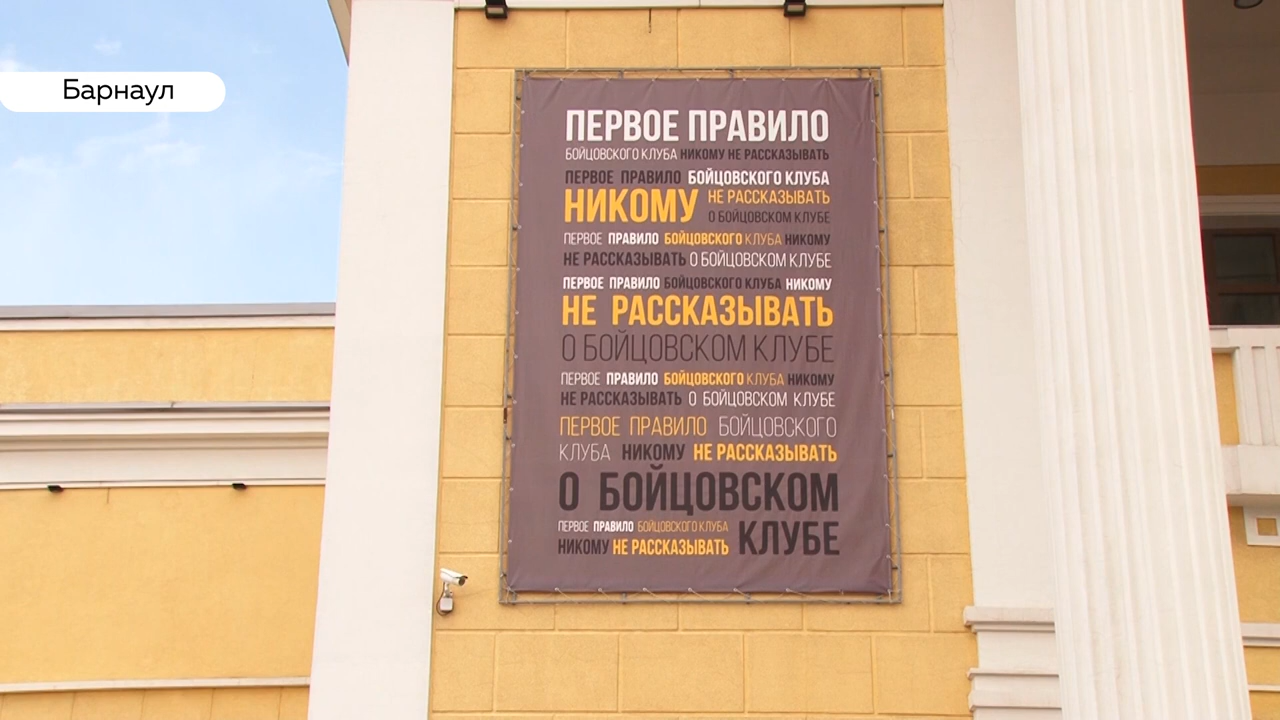 Барнаул
ПЕРВОЕ ПРАВИЛО
БОЙЦОВСКОГО КЛУБА НИКОМУ НЕ РАССКАЗЫВАТЬ
ПЕРВОЕ ПРАВИЛО БОЙЦОВСКОГО КЛУБА
НИКОМУ НЕ РАССКАЗЫВАТЬ
О БОЙЦОВСКОМ КЛУБЕ
ПЕРВОЕ ПРАВИЛО БОЙЦОВСКОГО КЛУБА НИКОМУ
НЕ РАССКАЗЫВАТЬ О БОЙЦОВСКОМ КЛУБЕ
ПЕРВОЕ ПРАВИЛО БОЙЦОВСКОГО КЛУБА НИКОМУ
НЕ РАССКАЗЫВАТЬ
О БОЙЦОВСКОМ КЛУБЕ
ПЕРВОЕ ПРАВИЛО БОЙЦОВСКОГО КЛУБА НИКОМУ
НЕ РАССКАЗЫВАТЬ О БОЙЦОВСКОМ КЛУБЕ
ПЕРВОЕ ПРАВИЛО БОЙЦОВСКОГО
КЛУБА НИКОМУ НЕ РАССКАЗЫВАТЬ
О БОЙЦОВСКОМ
ПЕРВОЕ ПРАВИЛО БОЙЦОВСКОГО КЛУБА
НИКОМУ НЕ РАССКАЗЫВАТЬ КЛУБЕ